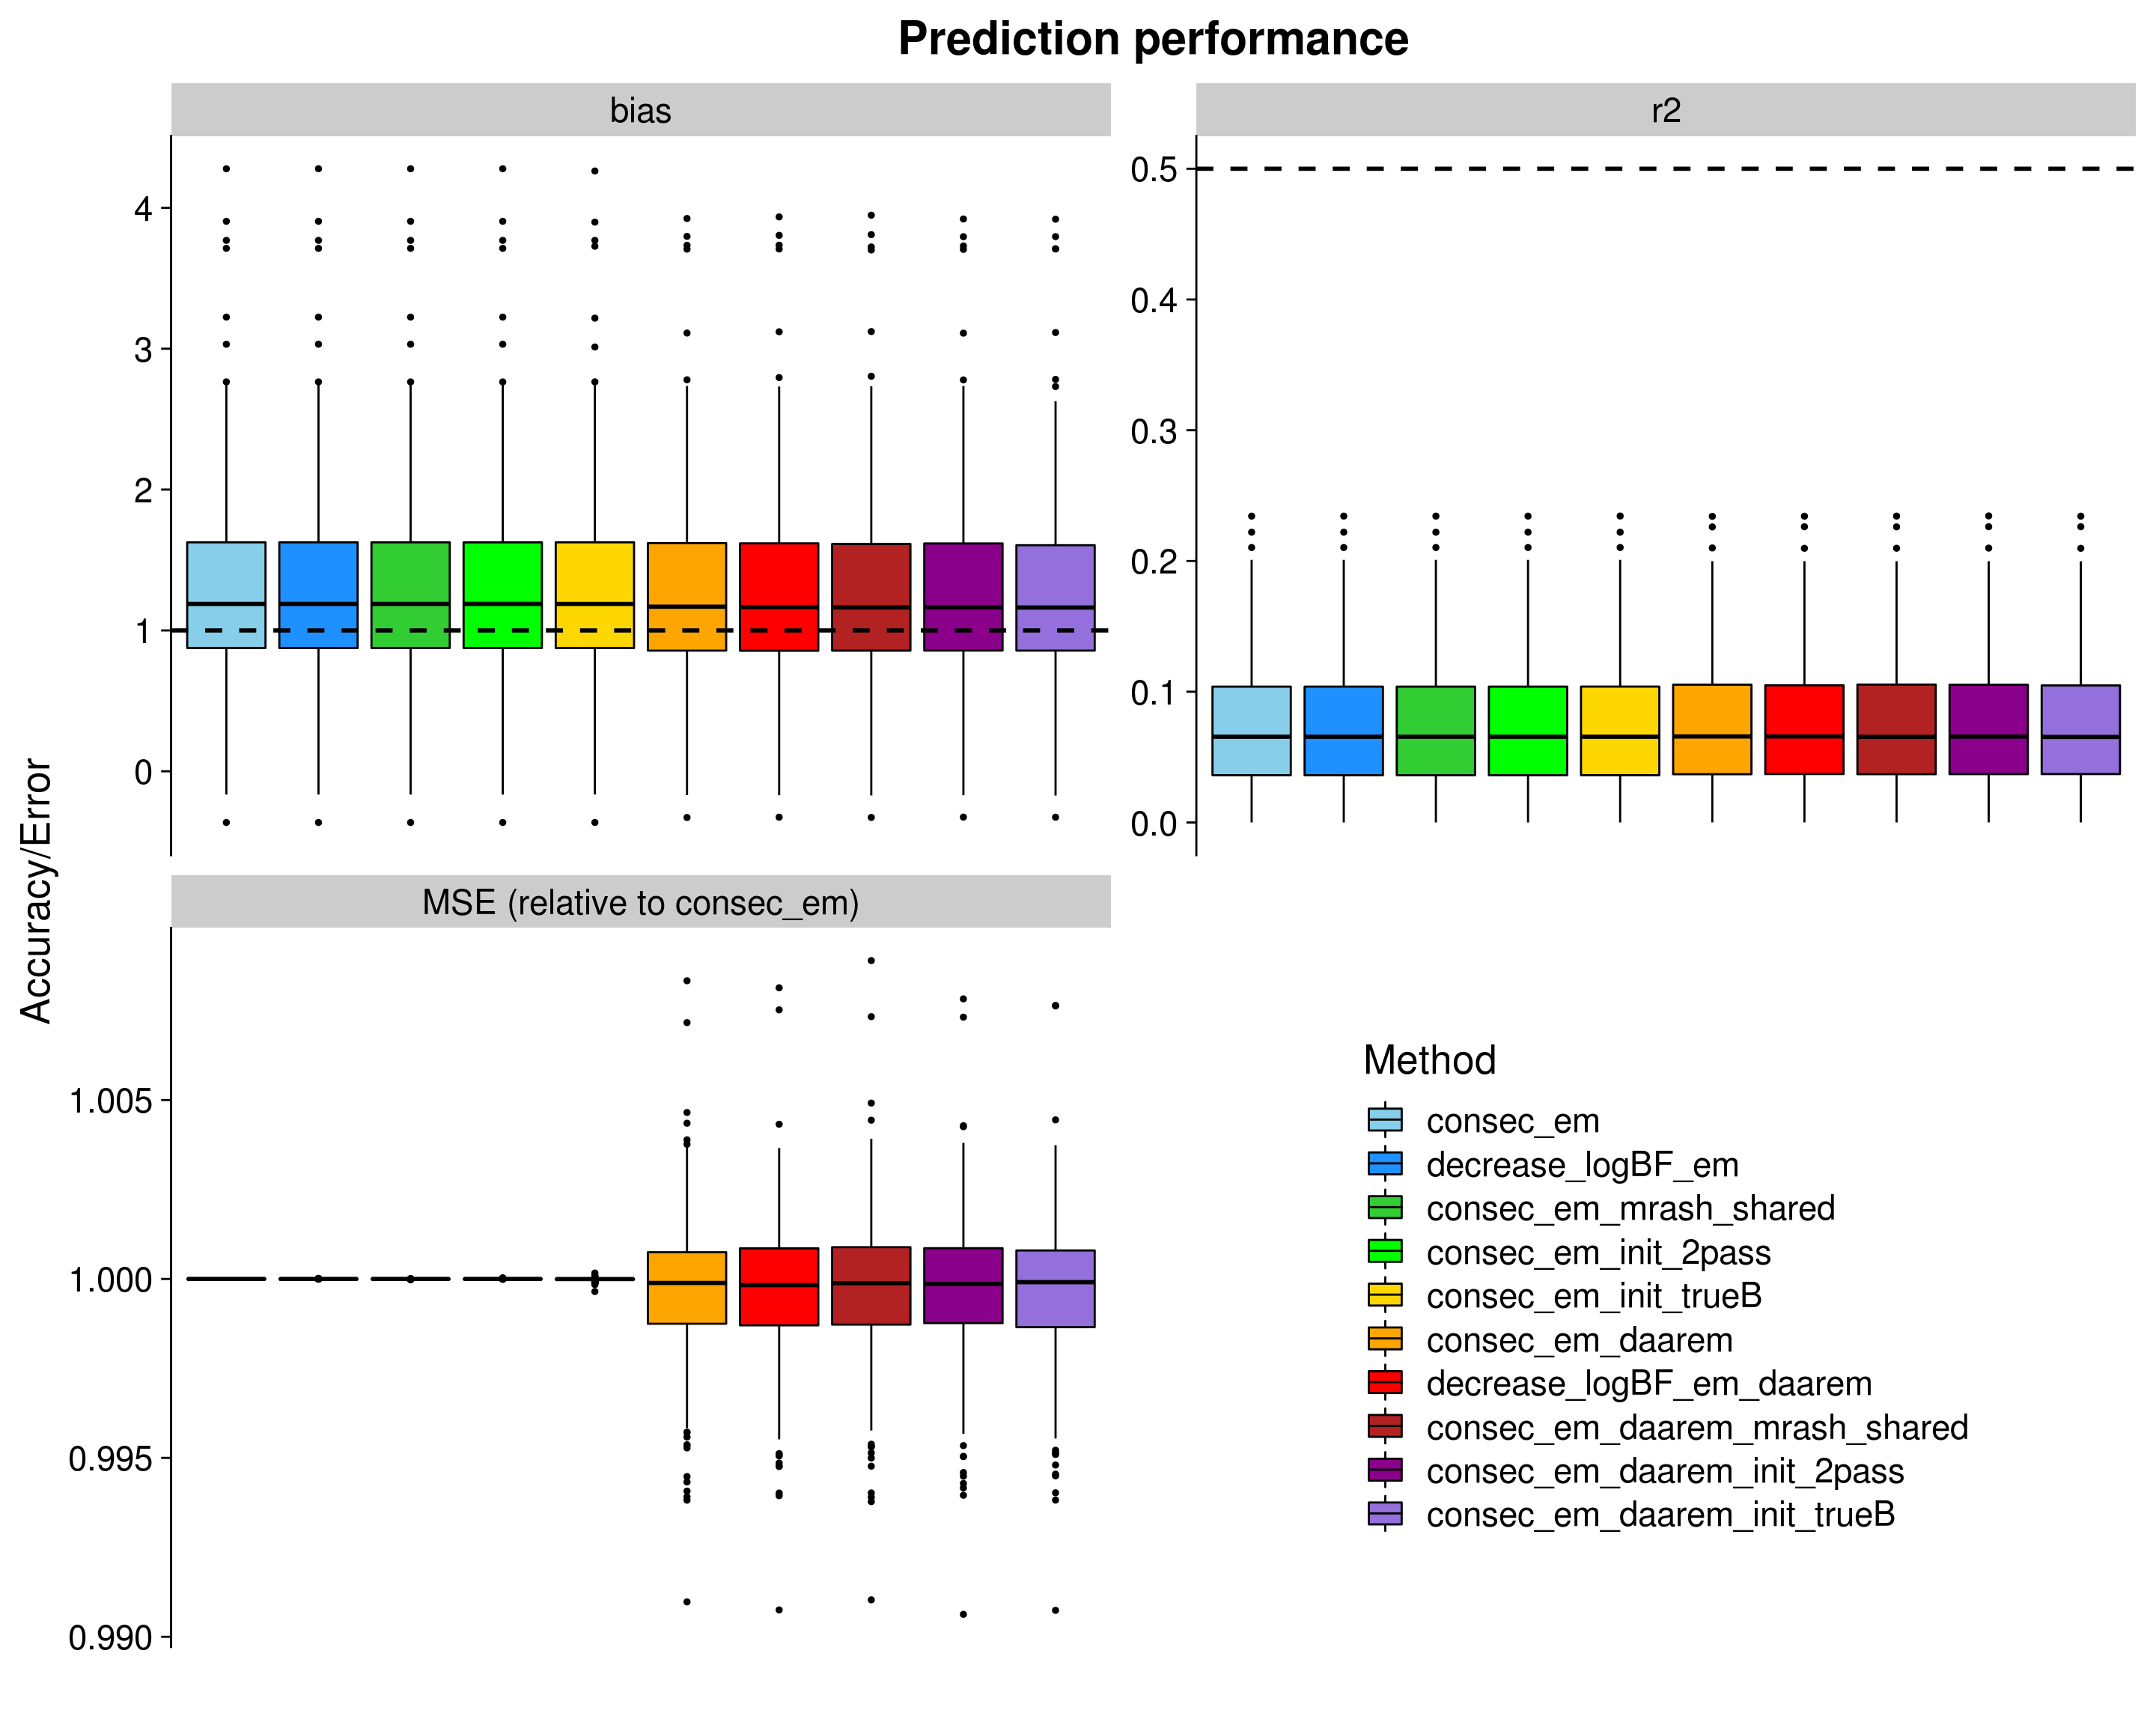 Prediction performance
bias
r2
4
3
2
1
0
0.5
0.4
0.3
0.2
0.1
0.0
Accuracy/Error
MSE (relative to consec_em)
1.005
1.000
0.995
0.990
Method
consec_em
decrease_logBF_em
consec_em_mrash_shared
consec_em_init_2pass
consec_em_init_trueB
consec_em_daarem
decrease_logBF_em_daarem
consec_em_daarem_mrash_shared
consec_em_daarem_init_2pass
consec_em_daarem_init_trueB